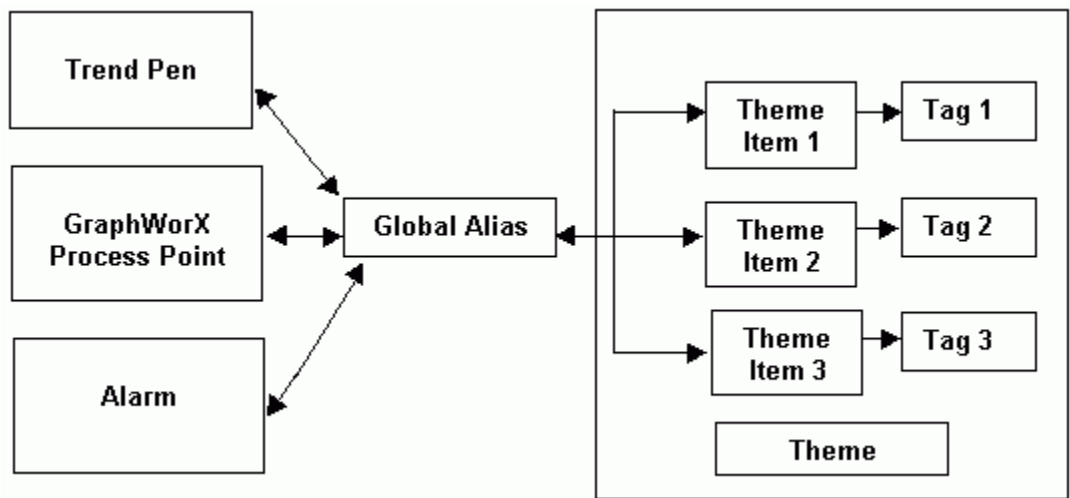 Trend Pen
GraphWorX
Process Point
Alarm
Global Alias
Theme
Item 1
Tag 1
Theme
Item 2
Tag 2
Theme
Item 3
Tag 3
Theme